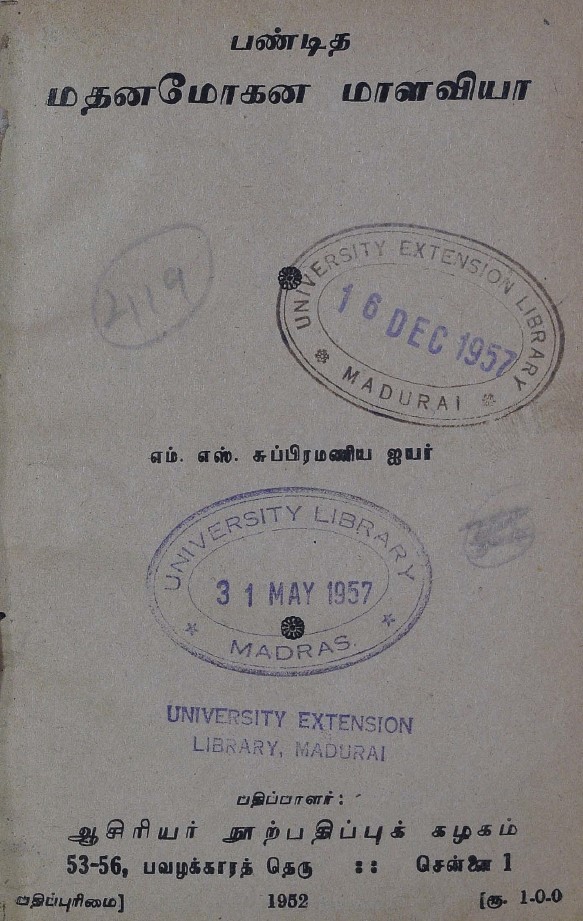 பண்டித
மதனமோகன மாளவியா
2119
UNIVERSITY EXTENSION LIBRARY
16 DEC 1957
* MADURAI *
எம். எஸ். சுப்பிரமணிய ஐயர்
UNIVERSITY LIBRARY
31 MAY 1957
* MADRAS. *
UNIVERSITY EXTENSION
LIBRARY, MADURAI
பதிப்பாளர்:
ஆசிரியர் நூற்பதிப்புக் கழகம்
53-56, பவழக்காரத் தெரு :: சென்னை 1
பதிப்புரிமை] 1952 [ரூ. 1-0-0